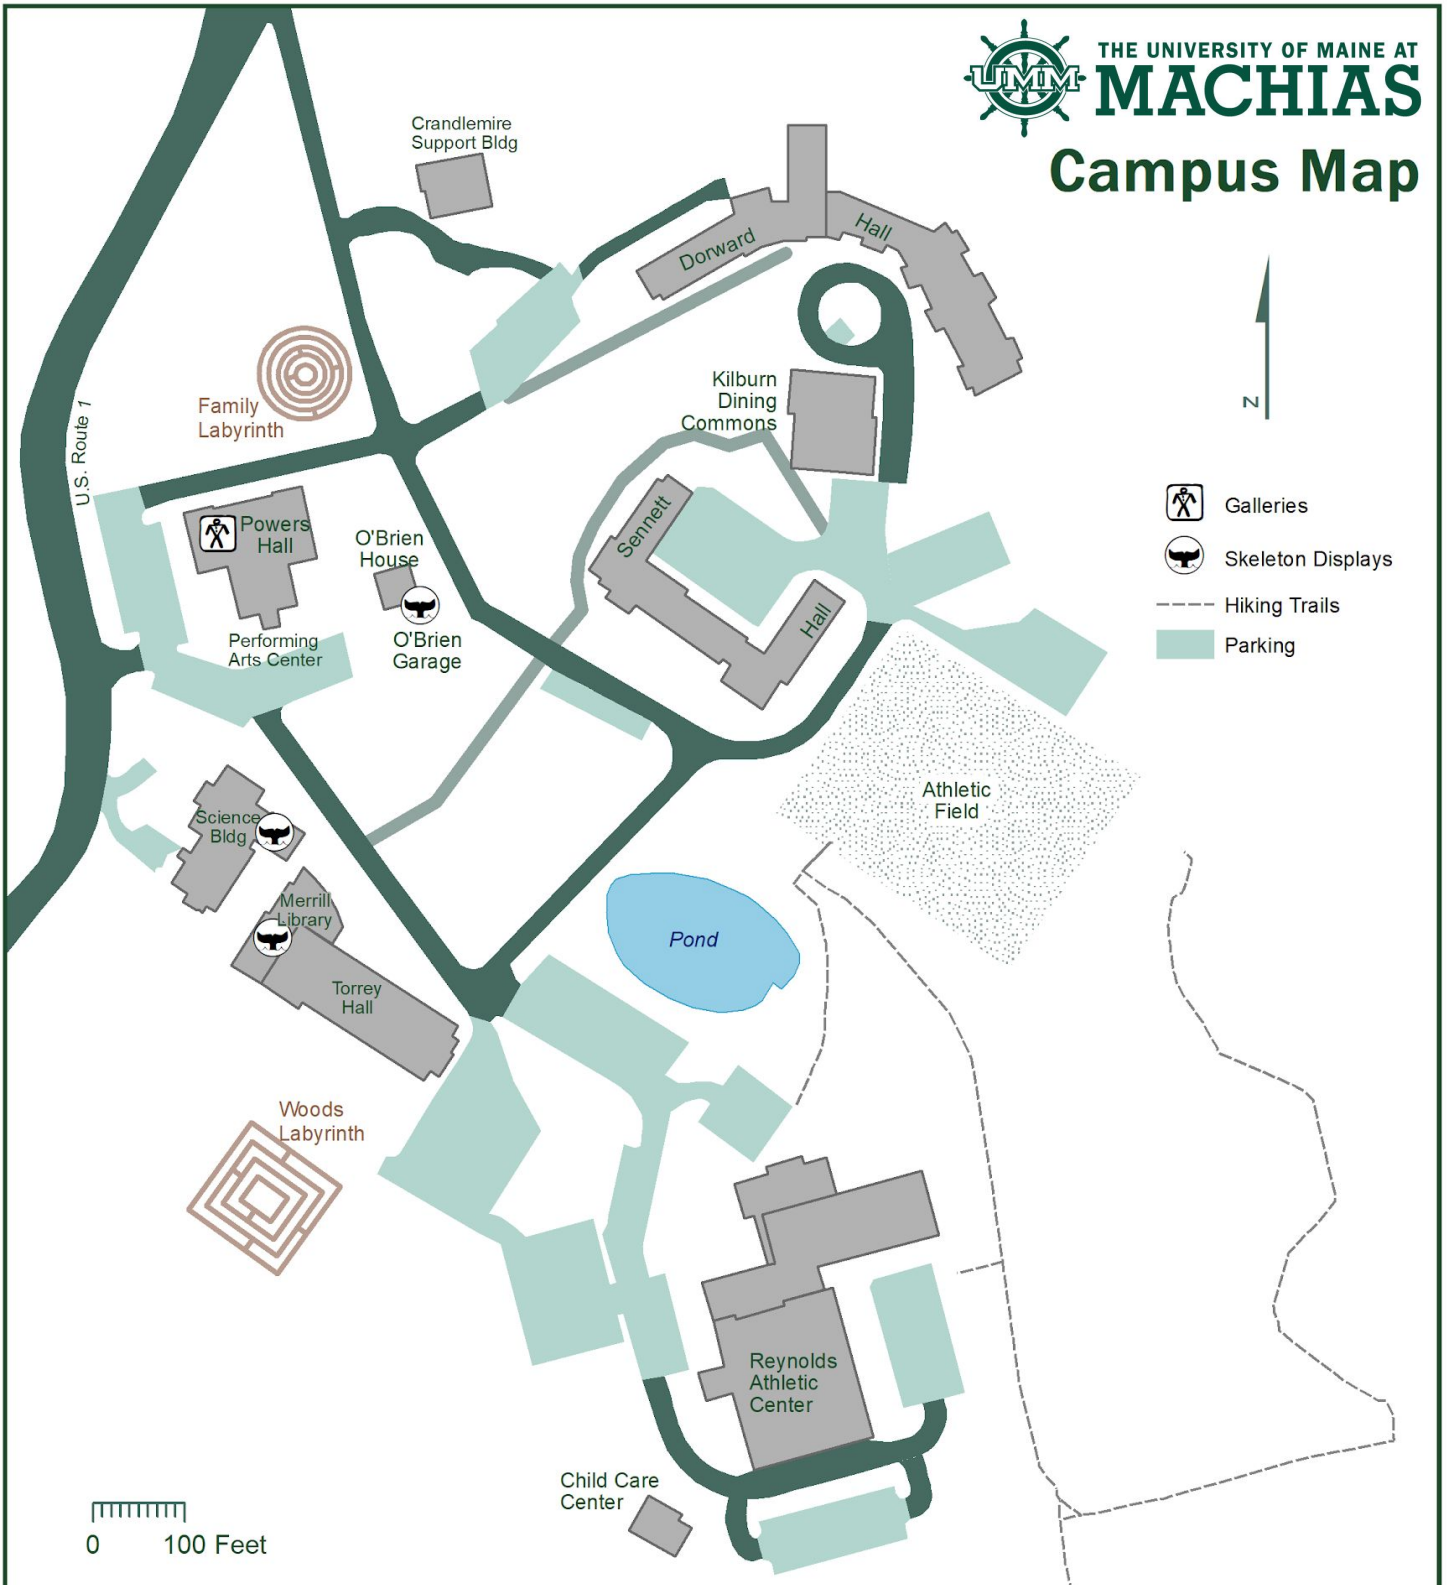 THE UNIVERSITY OF MAINE AT
UMM
MACHIAS
Campus Map
Crandlemire
Support Bldg
Dorward
Hall
Kilburn
Dining
Commons
Family
Labyrinth
U.S. Route 1
N
Galleries
Skeleton Displays
Hiking Trails
Parking
Powers
Hall
O'Brien
House
Sennett
Hall
Performing
Arts Center
O'Brien
Garage
Athletic
Field
Science
Bldg
Merrill
Library
Pond
Torrey
Hall
Woods
Labyrinth
Reynolds
Athletic
Center
Child Care
Center
0 100 Feet